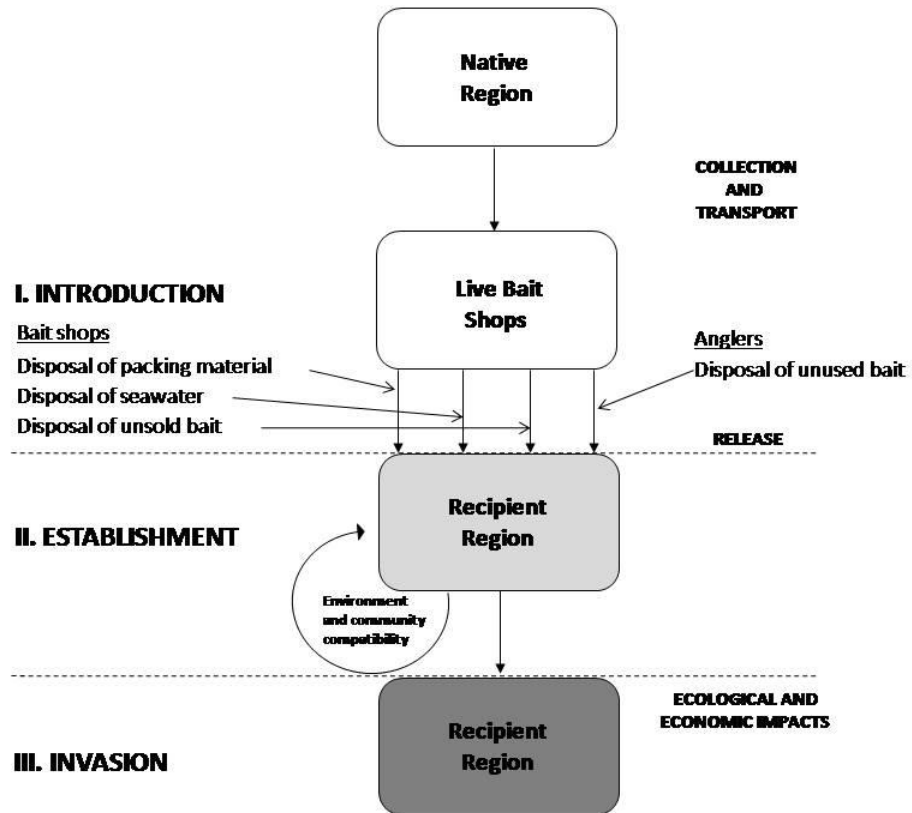 Native
Region
COLLECTION
AND
TRANSPORT
Live Bait
Shops
I. INTRODUCTION
Bait shops
Disposal of packing material
Disposal of seawater
Disposal of unsold bait
Anglers
Disposal of unused bait
RELEASE
Recipient
Region
II. ESTABLISHMENT
Environment
and community
compatibility
ECOLOGICAL AND
ECONOMIC IMPACTS
Recipient
Region
III. INVASION